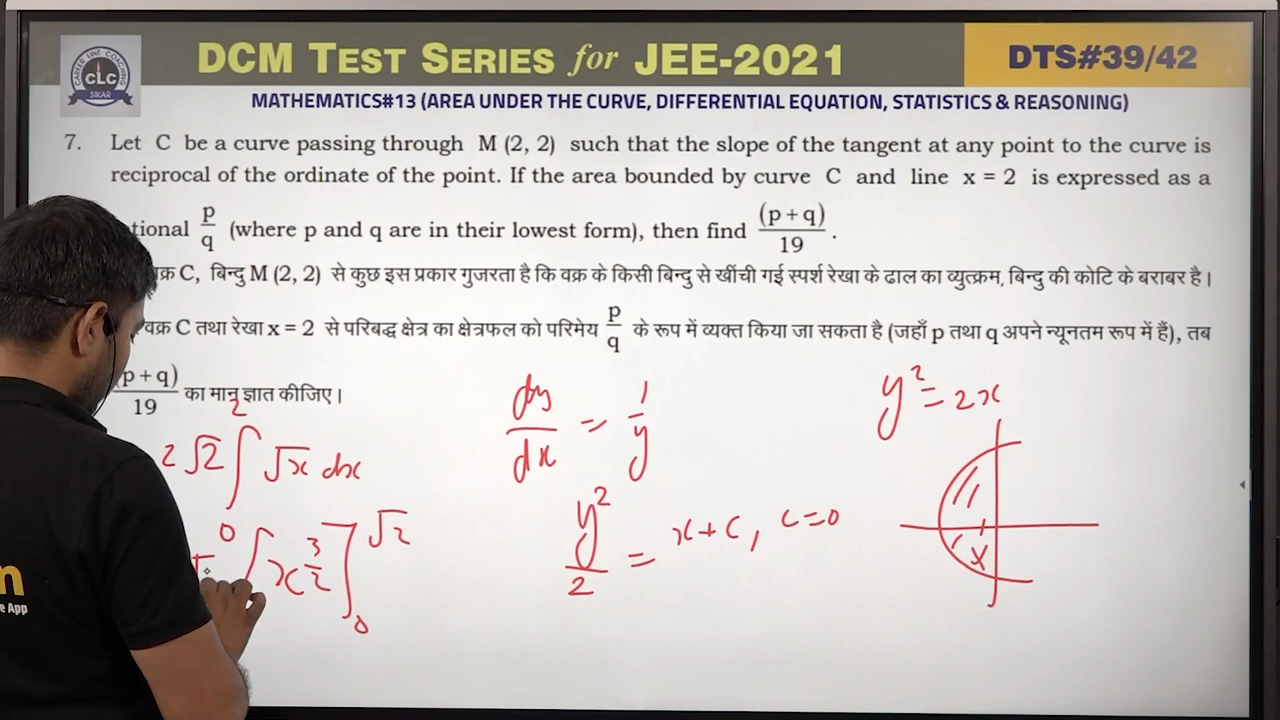 CAREER LINE COACHING
CLC
SIKAR
DCM TEST SERIES for JEE-2021
DTS#39/42
MATHEMATICS#13 (AREA UNDER THE CURVE, DIFFERENTIAL EQUATION, STATISTICS & REASONING)
7. Let C be a curve passing through M (2, 2) such that the slope of the tangent at any point to the curve is
reciprocal of the ordinate of the point. If the area bounded by curve C and line x = 2 is expressed as a
tional p/q (where p and q are in their lowest form), then find (p+q)/19 .
क्र C, बिन्दु M (2, 2) से कुछ इस प्रकार गुजरता है कि वक्र के किसी बिन्दु से खींची गई स्पर्श रेखा के ढाल का व्युत्क्रम, बिन्दु की कोटि के बराबर है।
वक्र C तथा रेखा x = 2 से परिबद्ध क्षेत्र का क्षेत्रफल को परिमेय p/q के रूप में व्यक्त किया जा सकता है (जहाँ p तथा q अपने न्यूनतम रूप में हैं), तब
(p+q)/19 का मान ज्ञात कीजिए।
dy/dx = 1/y
y² = 2x
2√2 ∫₀² √x dx
y²/2 = x+c, c=0
[x^(3/2)]₀^√2
x
n
e App